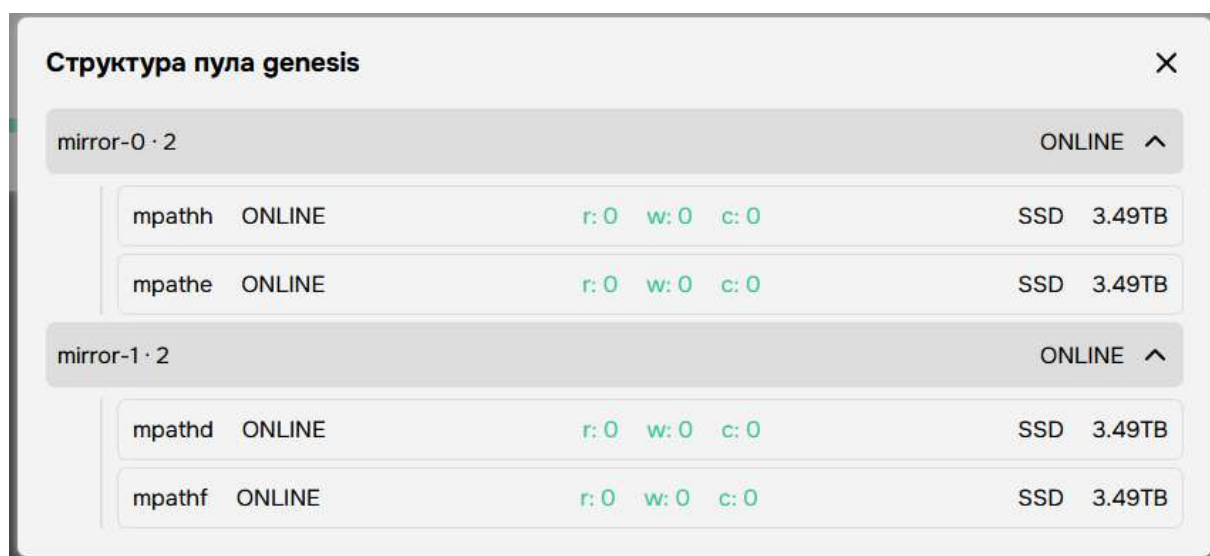 Структура пула genesis
mirror-0 · 2 ONLINE
mpathh ONLINE r: 0 w: 0 c: 0 SSD 3.49TB
mpathe ONLINE r: 0 w: 0 c: 0 SSD 3.49TB
mirror-1 · 2 ONLINE
mpathd ONLINE r: 0 w: 0 c: 0 SSD 3.49TB
mpathf ONLINE r: 0 w: 0 c: 0 SSD 3.49TB